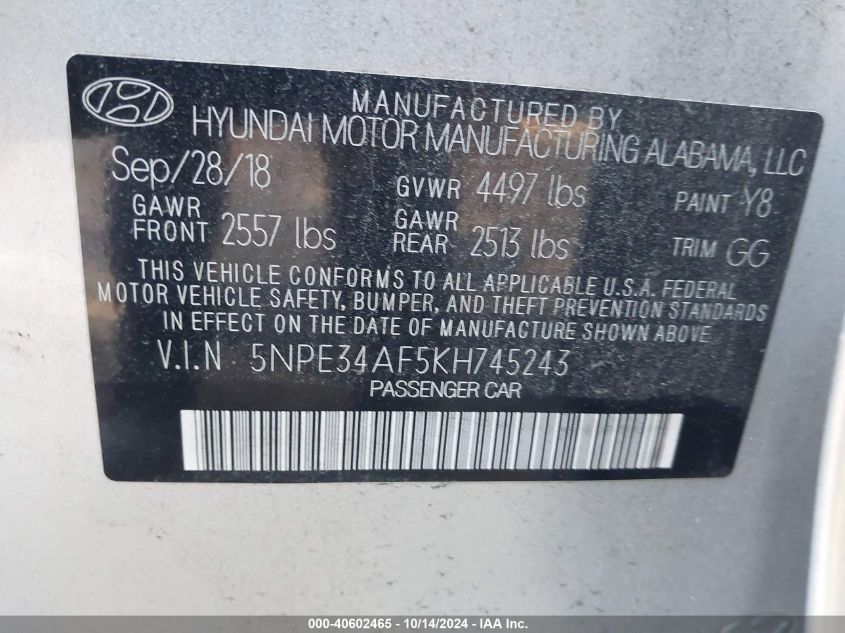 MANUFACTURED BY
HYUNDAI MOTOR MANUFACTURING ALABAMA, LLC
Sep/28/18 GVWR 4497 lbs PAINT Y8
GAWR FRONT 2557 lbs GAWR REAR 2513 lbs TRIM GG
THIS VEHICLE CONFORMS TO ALL APPLICABLE U.S.A. FEDERAL
MOTOR VEHICLE SAFETY, BUMPER, AND THEFT PREVENTION STANDARDS
IN EFFECT ON THE DATE OF MANUFACTURE SHOWN ABOVE
V.I.N 5NPE34AF5KH745243
PASSENGER CAR
000-40602465 - 10/14/2024 - IAA Inc.